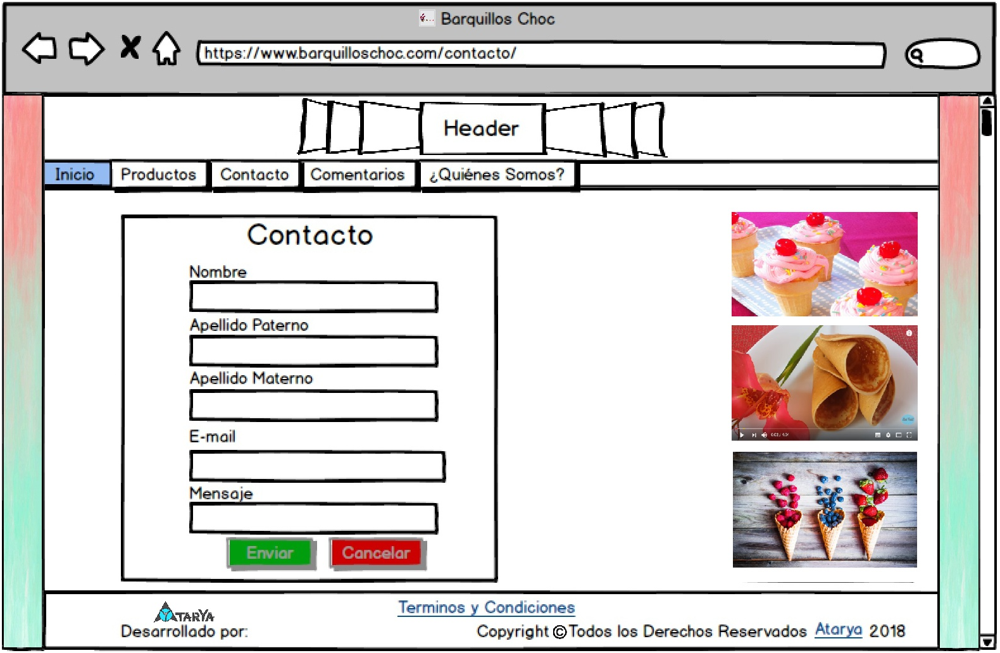 Barquillos Choc
https://www.barquilloschoc.com/contacto/
Header
Inicio Productos Contacto Comentarios ¿Quiénes Somos?
Contacto
Nombre
Apellido Paterno
Apellido Materno
E-mail
Mensaje
Enviar Cancelar
ATARYA
Terminos y Condiciones
Desarrollado por:
Copyright ©Todos los Derechos Reservados Atarya 2018